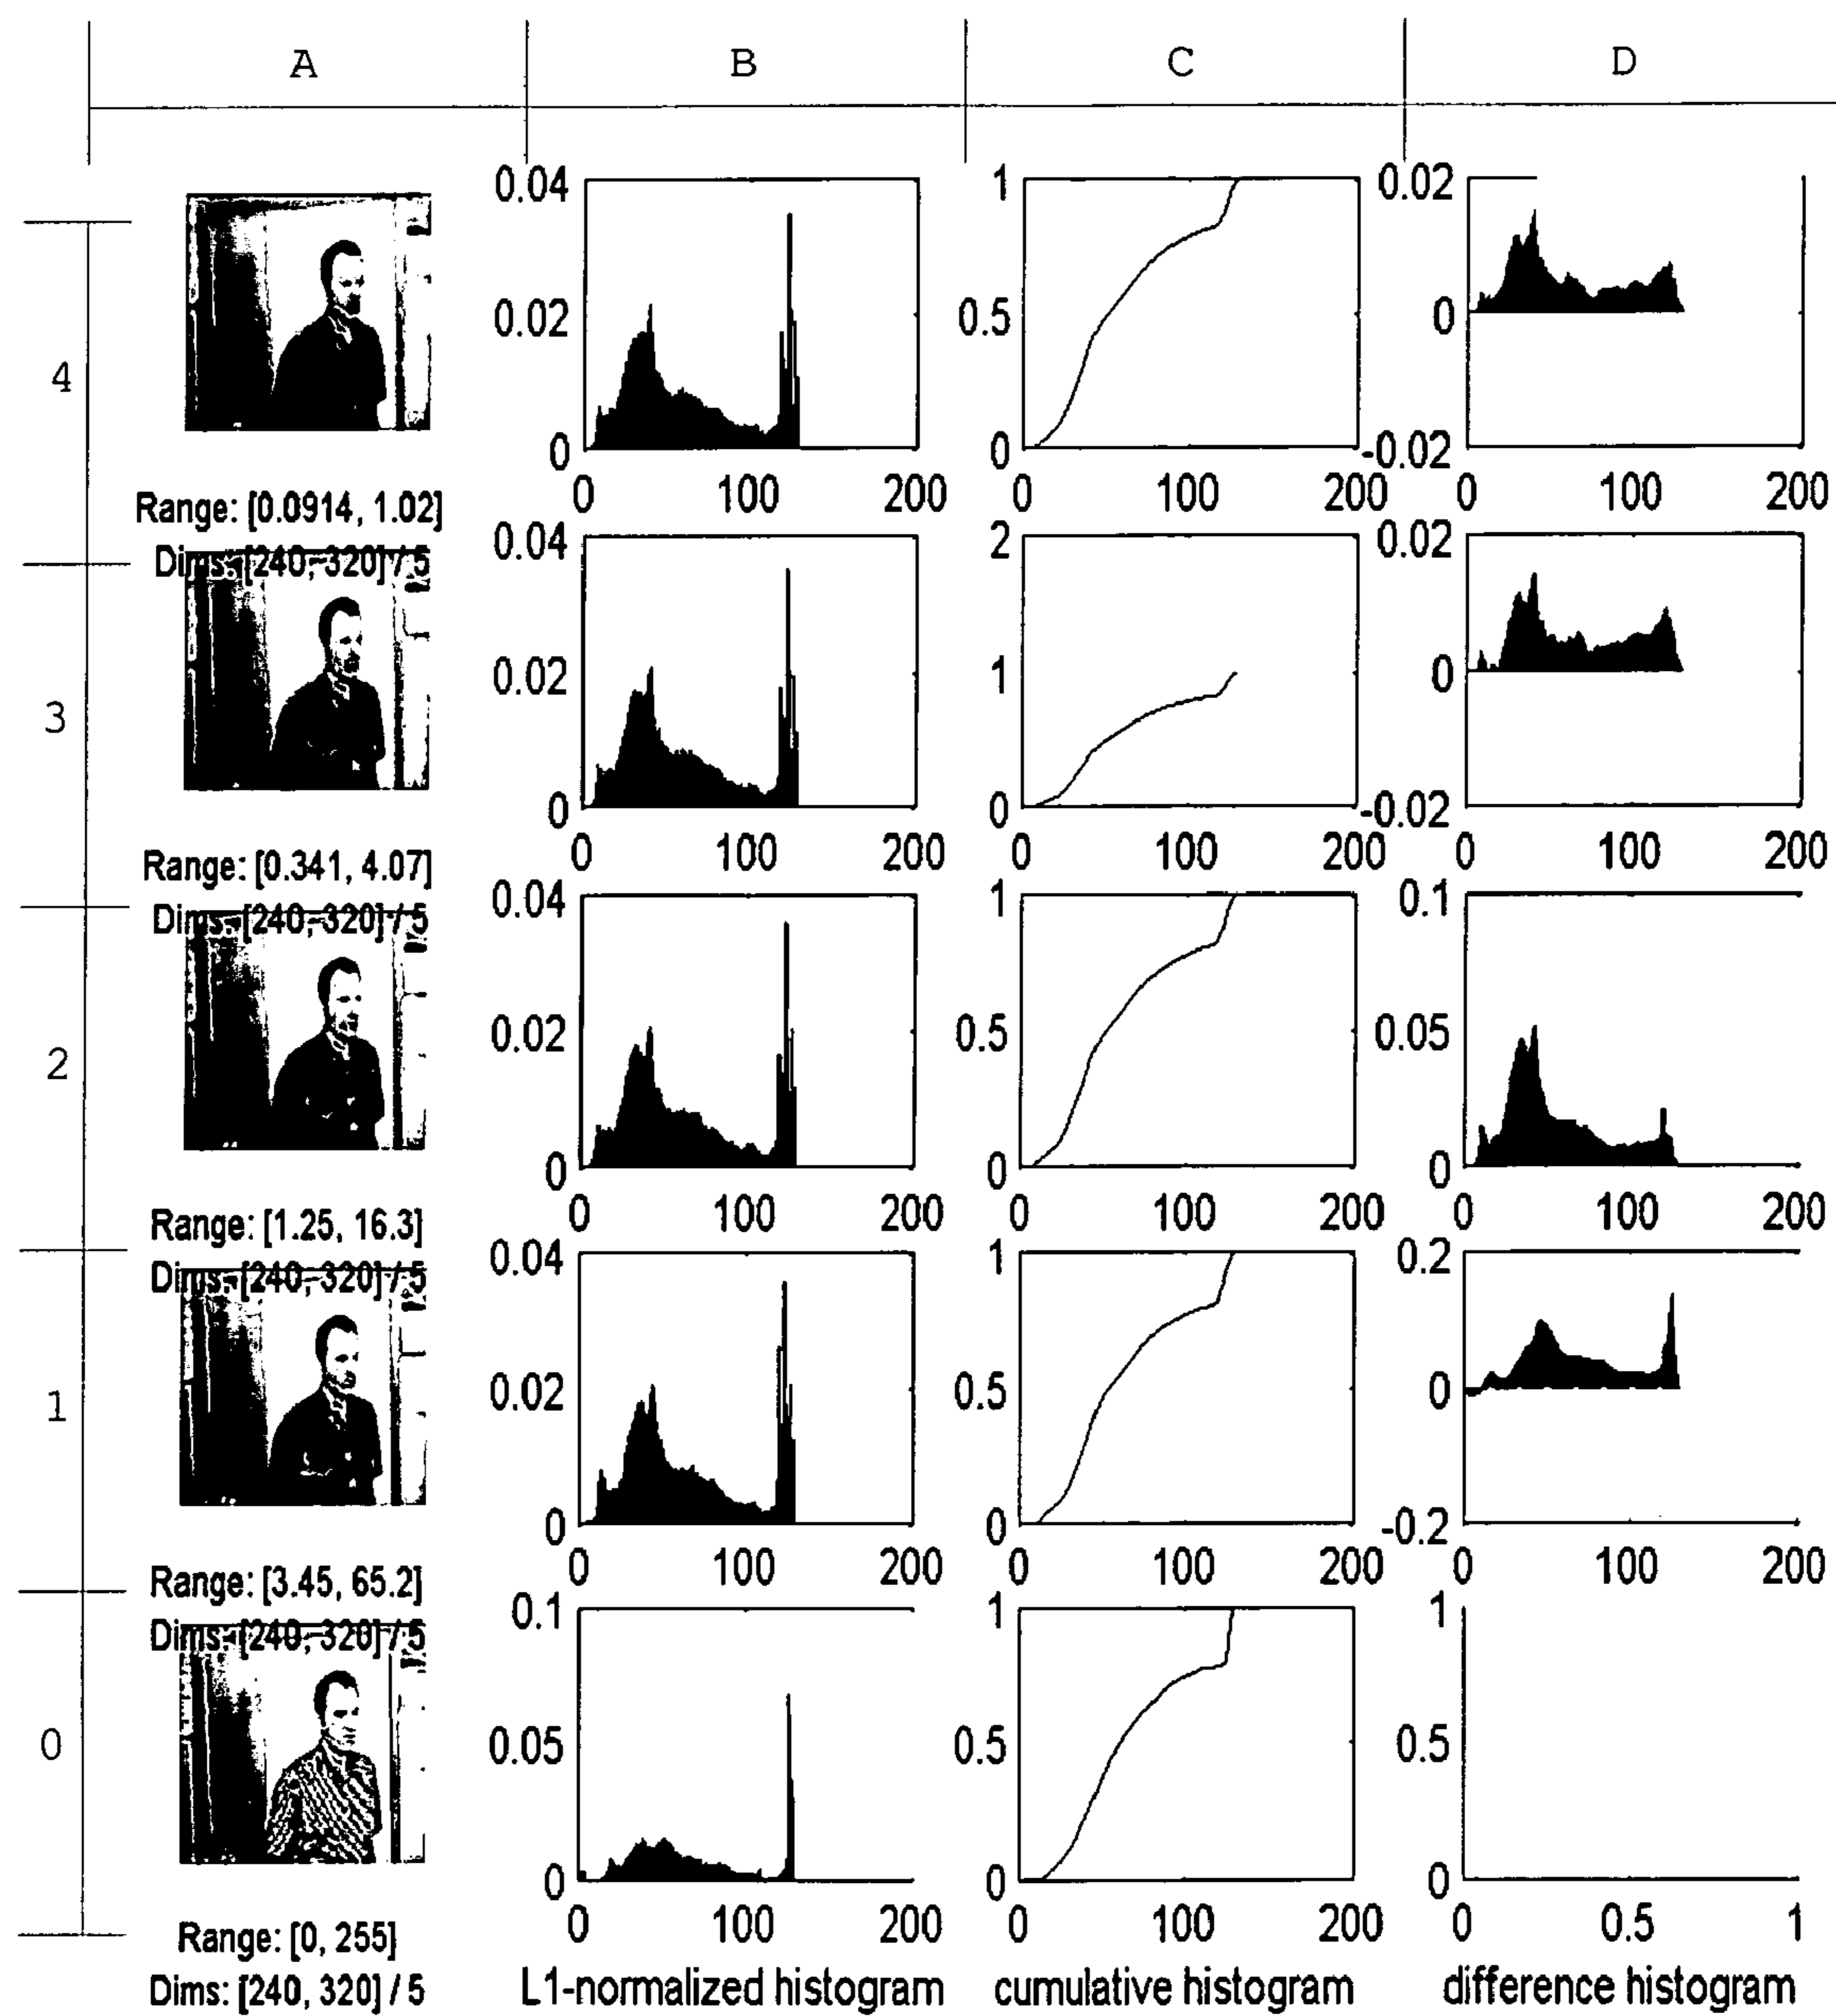 A B C D
4
0.04 1 0.02
0.02 0.5 0
0 0 -0.02
0 100 200 0 100 200 0 100 200
Range: [0.0914, 1.02]
Dims: [240, 320] / 5
3
0.04 2 0.02
0.02 1 0
0 0 -0.02
0 100 200 0 100 200 0 100 200
Range: [0.341, 4.07]
Dims: [240, 320] / 5
2
0.04 1 0.1
0.02 0.5 0.05
0 0 0
0 100 200 0 100 200 0 100 200
Range: [1.25, 16.3]
Dims: [240, 320] / 5
1
0.04 1 0.2
0.02 0.5 0
0 0 -0.2
0 100 200 0 100 200 0 100 200
Range: [3.45, 65.2]
Dims: [240, 320] / 5
0
0.1 1 1
0.05 0.5 0.5
0 0 0
0 100 200 0 100 200 0 0.5 1
Range: [0, 255]
Dims: [240, 320] / 5
L1-normalized histogram cumulative histogram difference histogram